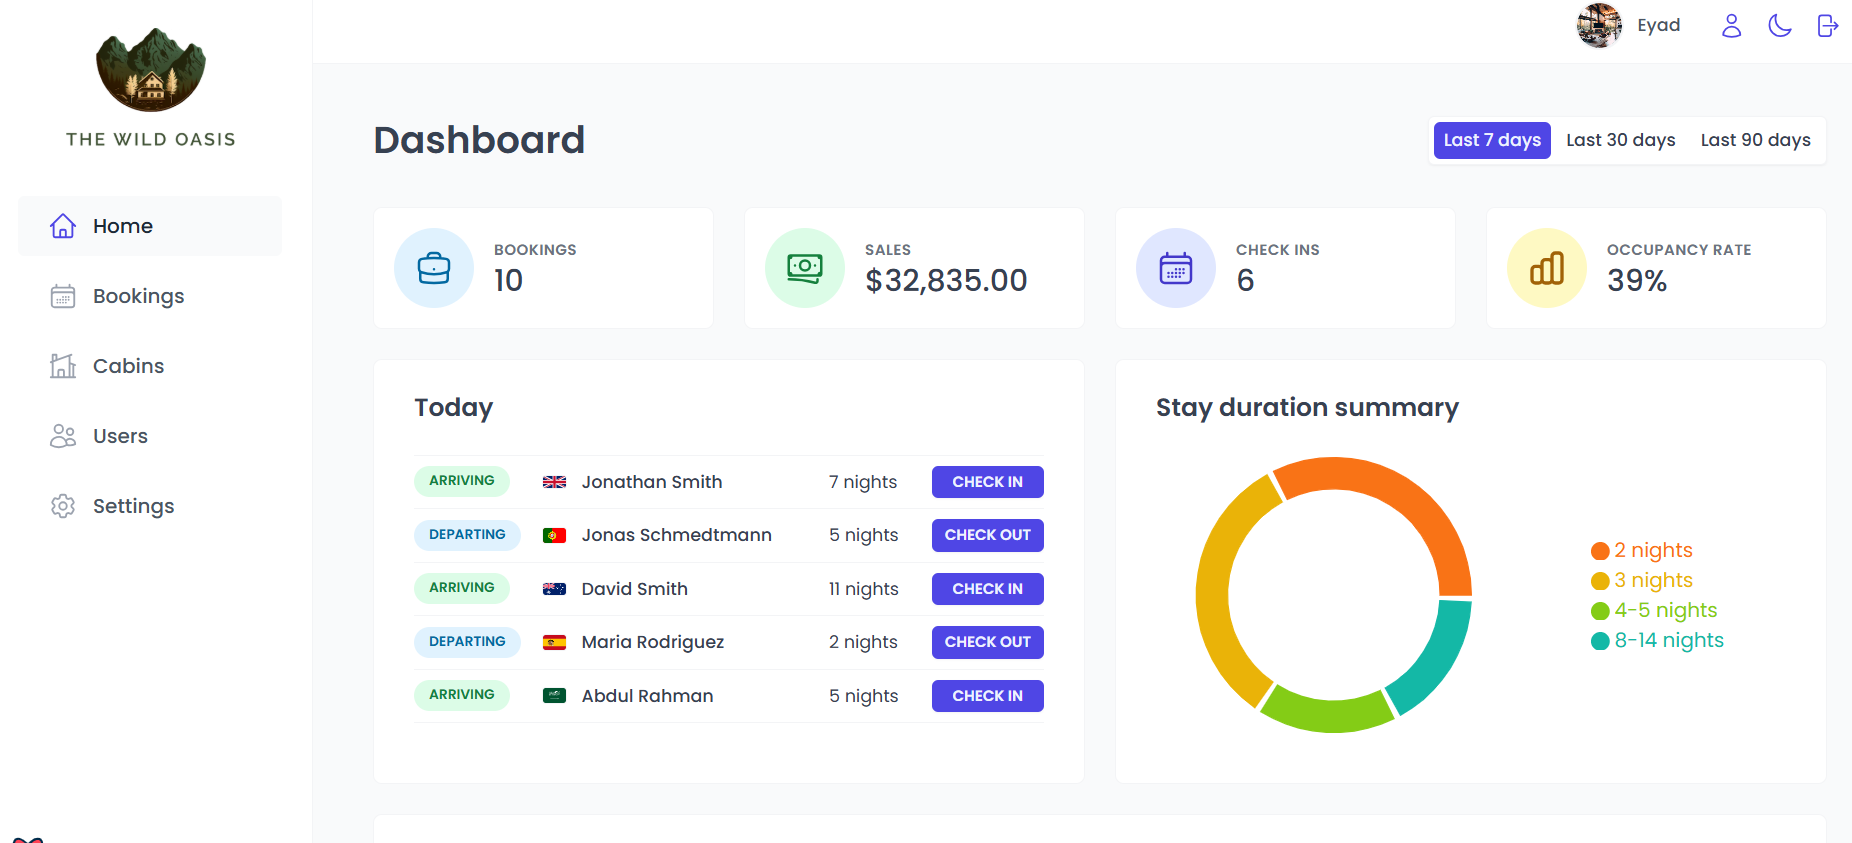 THE WILD OASIS
Home
Bookings
Cabins
Users
Settings
Eyad
Dashboard
Last 7 days Last 30 days Last 90 days
BOOKINGS
10
SALES
$32,835.00
CHECK INS
6
OCCUPANCY RATE
39%
Today
ARRIVING Jonathan Smith 7 nights CHECK IN
DEPARTING Jonas Schmedtmann 5 nights CHECK OUT
ARRIVING David Smith 11 nights CHECK IN
DEPARTING Maria Rodriguez 2 nights CHECK OUT
ARRIVING Abdul Rahman 5 nights CHECK IN
Stay duration summary
2 nights
3 nights
4-5 nights
8-14 nights